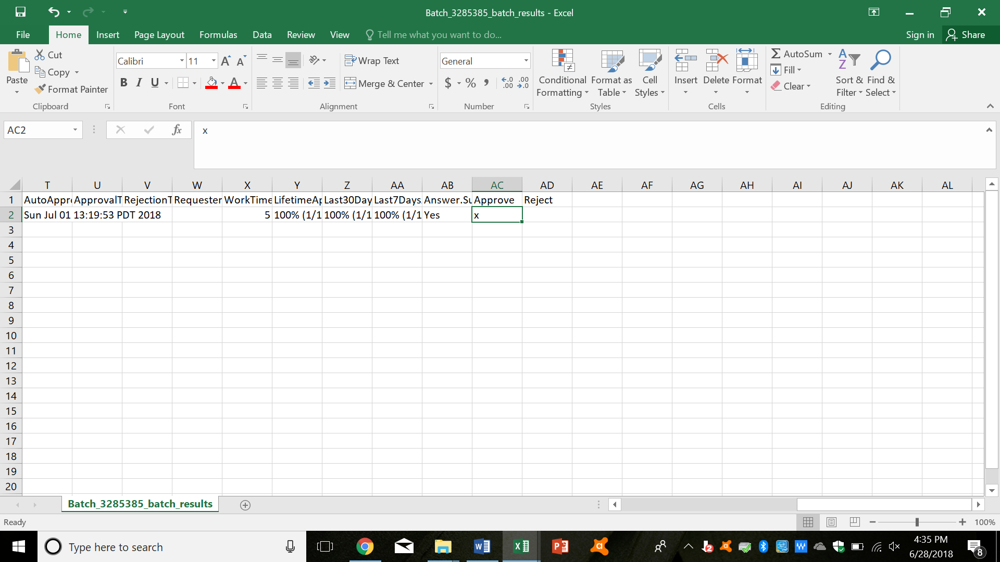 Batch_3285385_batch_results - Excel
File Home Insert Page Layout Formulas Data Review View Tell me what you want to do... Sign in Share
Paste Cut Copy Format Painter Clipboard
Calibri 11 B I U A Font
Wrap Text Merge & Center Alignment
General $ % Number
Conditional Formatting Format as Table Cell Styles Styles
Insert Delete Format Cells
AutoSum Fill Clear Sort & Filter Find & Select Editing
AC2 fx x
T U V W X Y Z AA AB AC AD AE AF AG AH AI AJ AK AL
1 AutoAppr ApprovalT RejectionT Requester WorkTime LifetimeAp Last30Day Last7Days Answer.Su Approve Reject
2 Sun Jul 01 13:19:53 PDT 2018 5 100% (1/1 100% (1/1 100% (1/1 Yes x
3
4
5
6
7
8
9
10
11
12
13
14
15
16
17
18
19
20
Batch_3285385_batch_results
Ready 100%
Type here to search
4:35 PM
6/28/2018
8